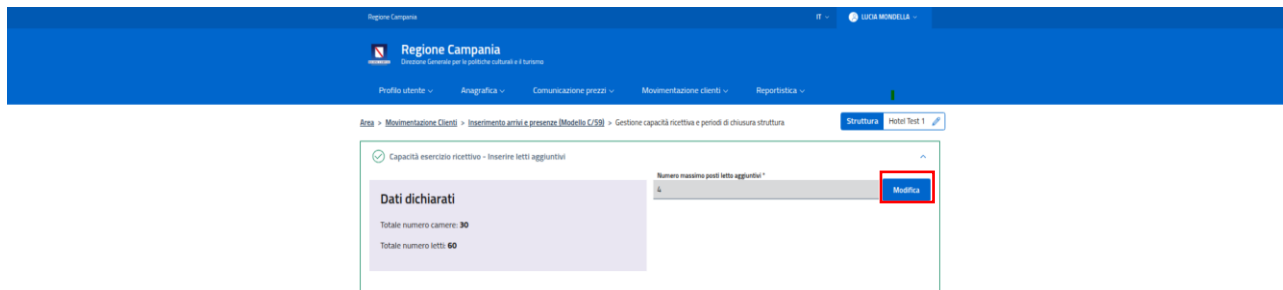 Regione Campania
IT
LUCIA MONDELLA
Regione Campania
Direzione Generale per le politiche culturali e il turismo
Profilo utente
Anagrafica
Comunicazione prezzi
Movimentazione clienti
Reportistica
Area > Movimentazione Clienti > Inserimento arrivi e presenze (Modello C/59) > Gestione capacità ricettiva e periodi di chiusura struttura
Struttura
Hotel Test 1
Capacità esercizio ricettivo - Inserire letti aggiuntivi
Numero massimo posti letto aggiuntivi *
Modifica
Dati dichiarati
Totale numero camere: 30
Totale numero letti: 60